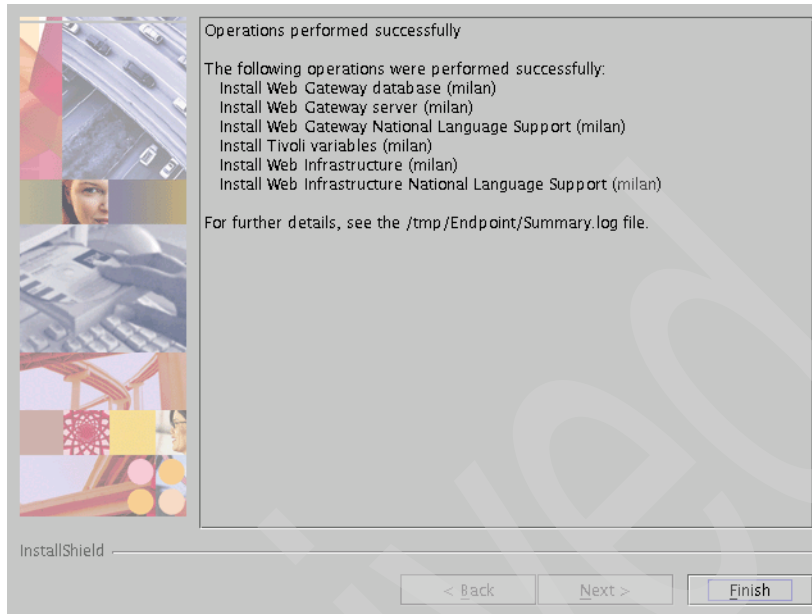 Operations performed successfully
The following operations were performed successfully:
Install Web Gateway database (milan)
Install Web Gateway server (milan)
Install Web Gateway National Language Support (milan)
Install Tivoli variables (milan)
Install Web Infrastructure (milan)
Install Web Infrastructure National Language Support (milan)
For further details, see the /tmp/Endpoint/Summary.log file.
InstallShield
< Back
Next >
Finish